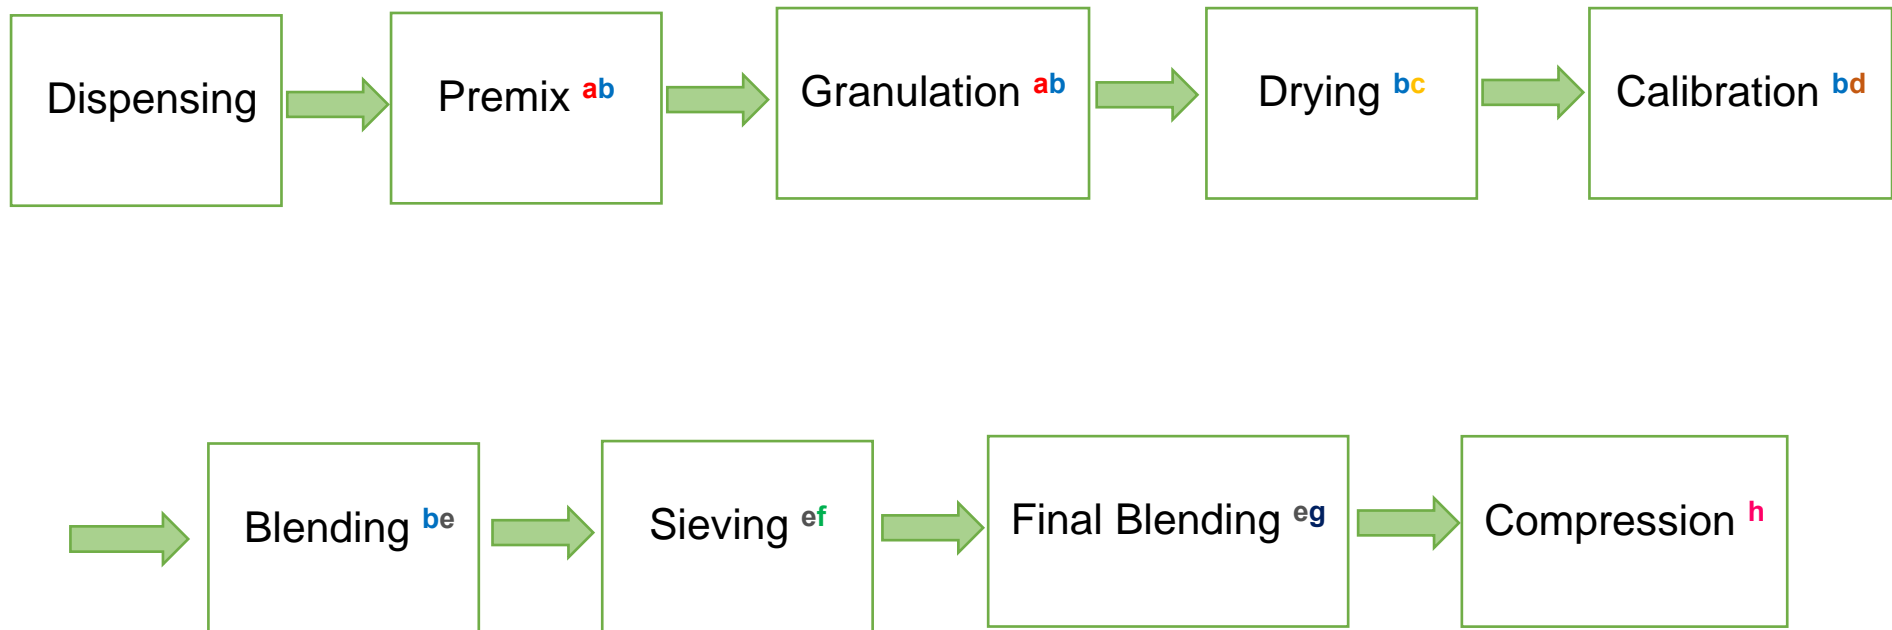 Dispensing
Premix ab
Granulation ab
Drying bc
Calibration bd
Blending be
Sieving ef
Final Blending eg
Compression h